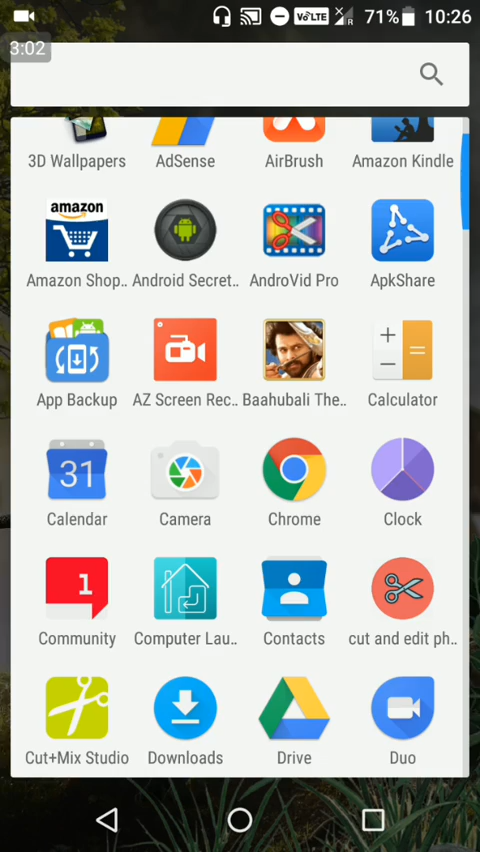 VoLTE R 71% 10:26
3:02
3D Wallpapers AdSense AirBrush Amazon Kindle
amazon
Amazon Shop.. Android Secret.. AndroVid Pro ApkShare
App Backup AZ Screen Rec.. Baahubali The.. Calculator
31
Calendar Camera Chrome Clock
1
Community Computer Lau.. Contacts cut and edit ph..
Cut+Mix Studio Downloads Drive Duo